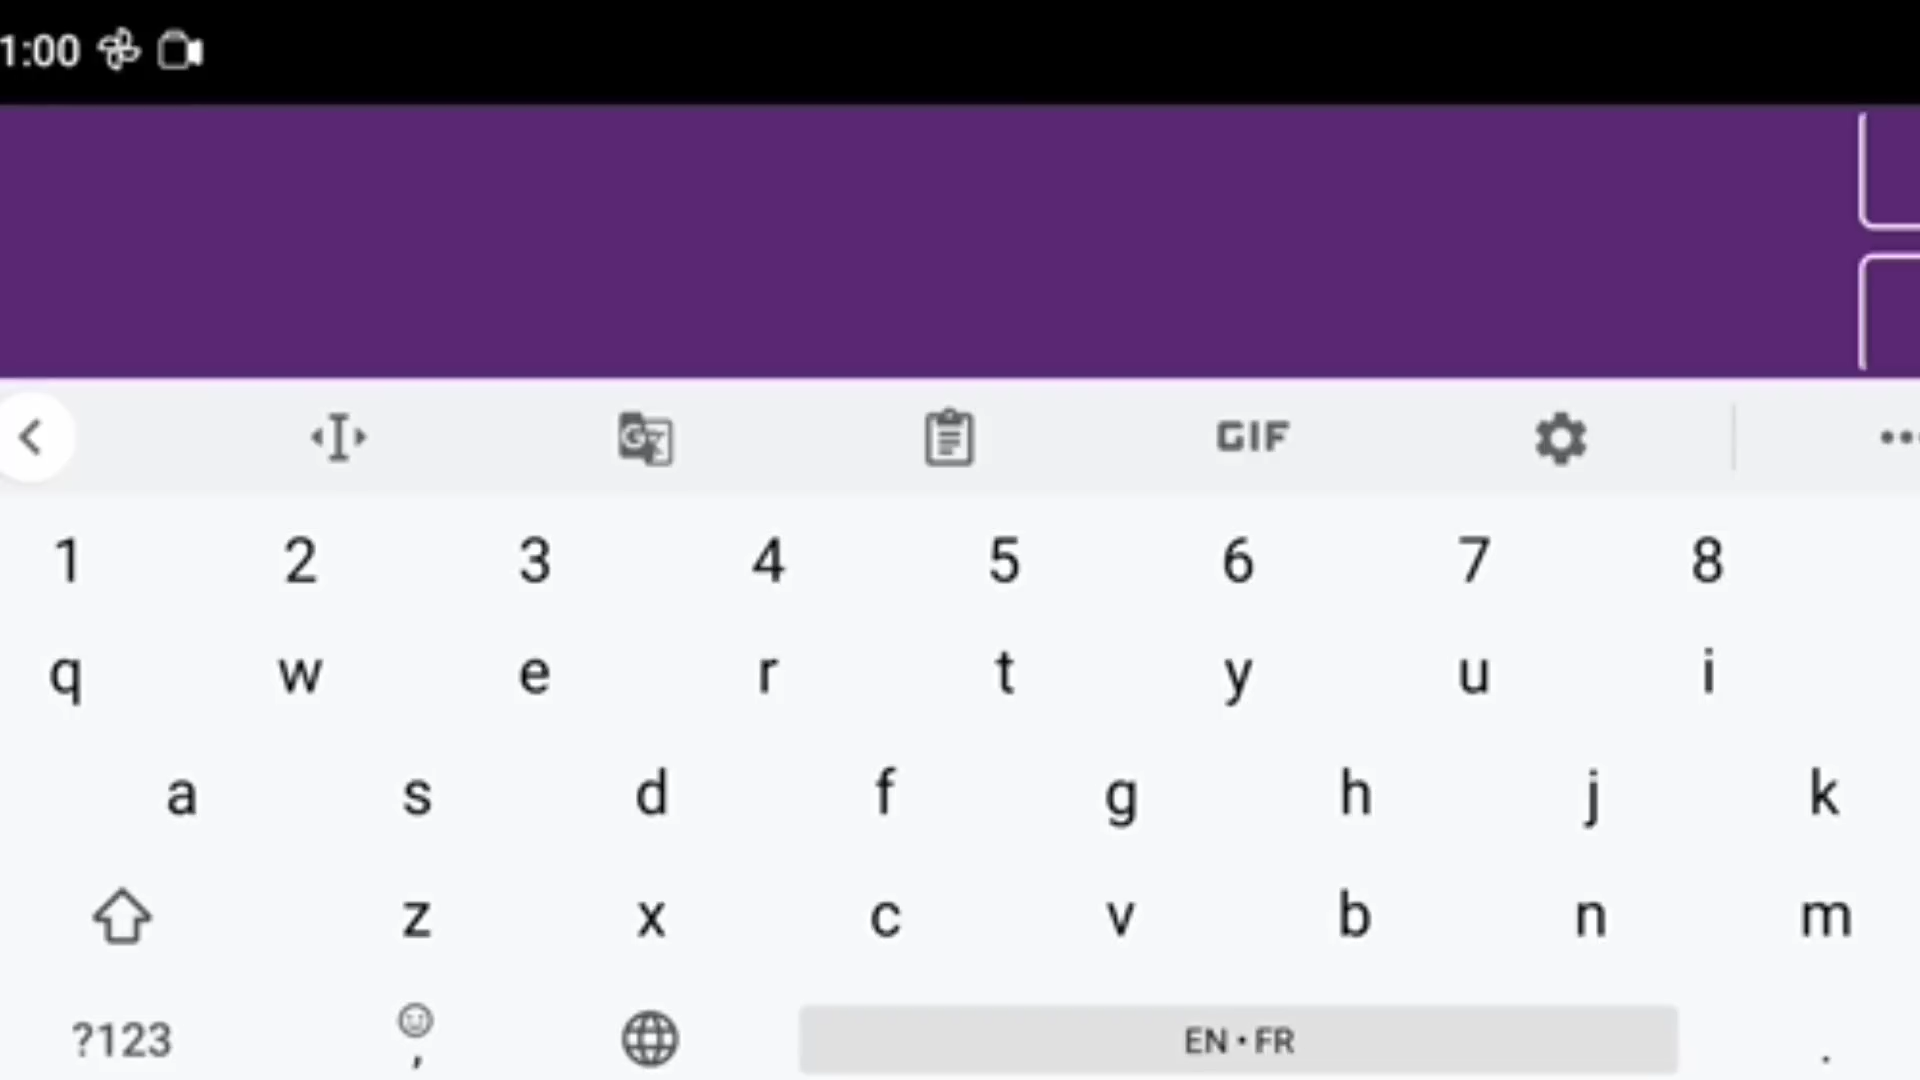 1:00
GIF
1 2 3 4 5 6 7 8
q w e r t y u i
a s d f g h j k
z x c v b n m
?123 , EN • FR .